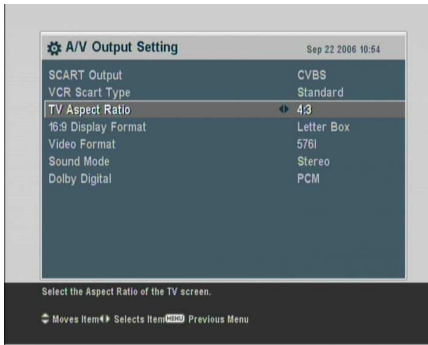 A/V Output Setting Sep 22 2006 10:54
SCART Output CVBS
VCR Scart Type Standard
TV Aspect Ratio 4:3
16:9 Display Format Letter Box
Video Format 576I
Sound Mode Stereo
Dolby Digital PCM
Select the Aspect Ratio of the TV screen.
Moves Item Selects Item MENU Previous Menu